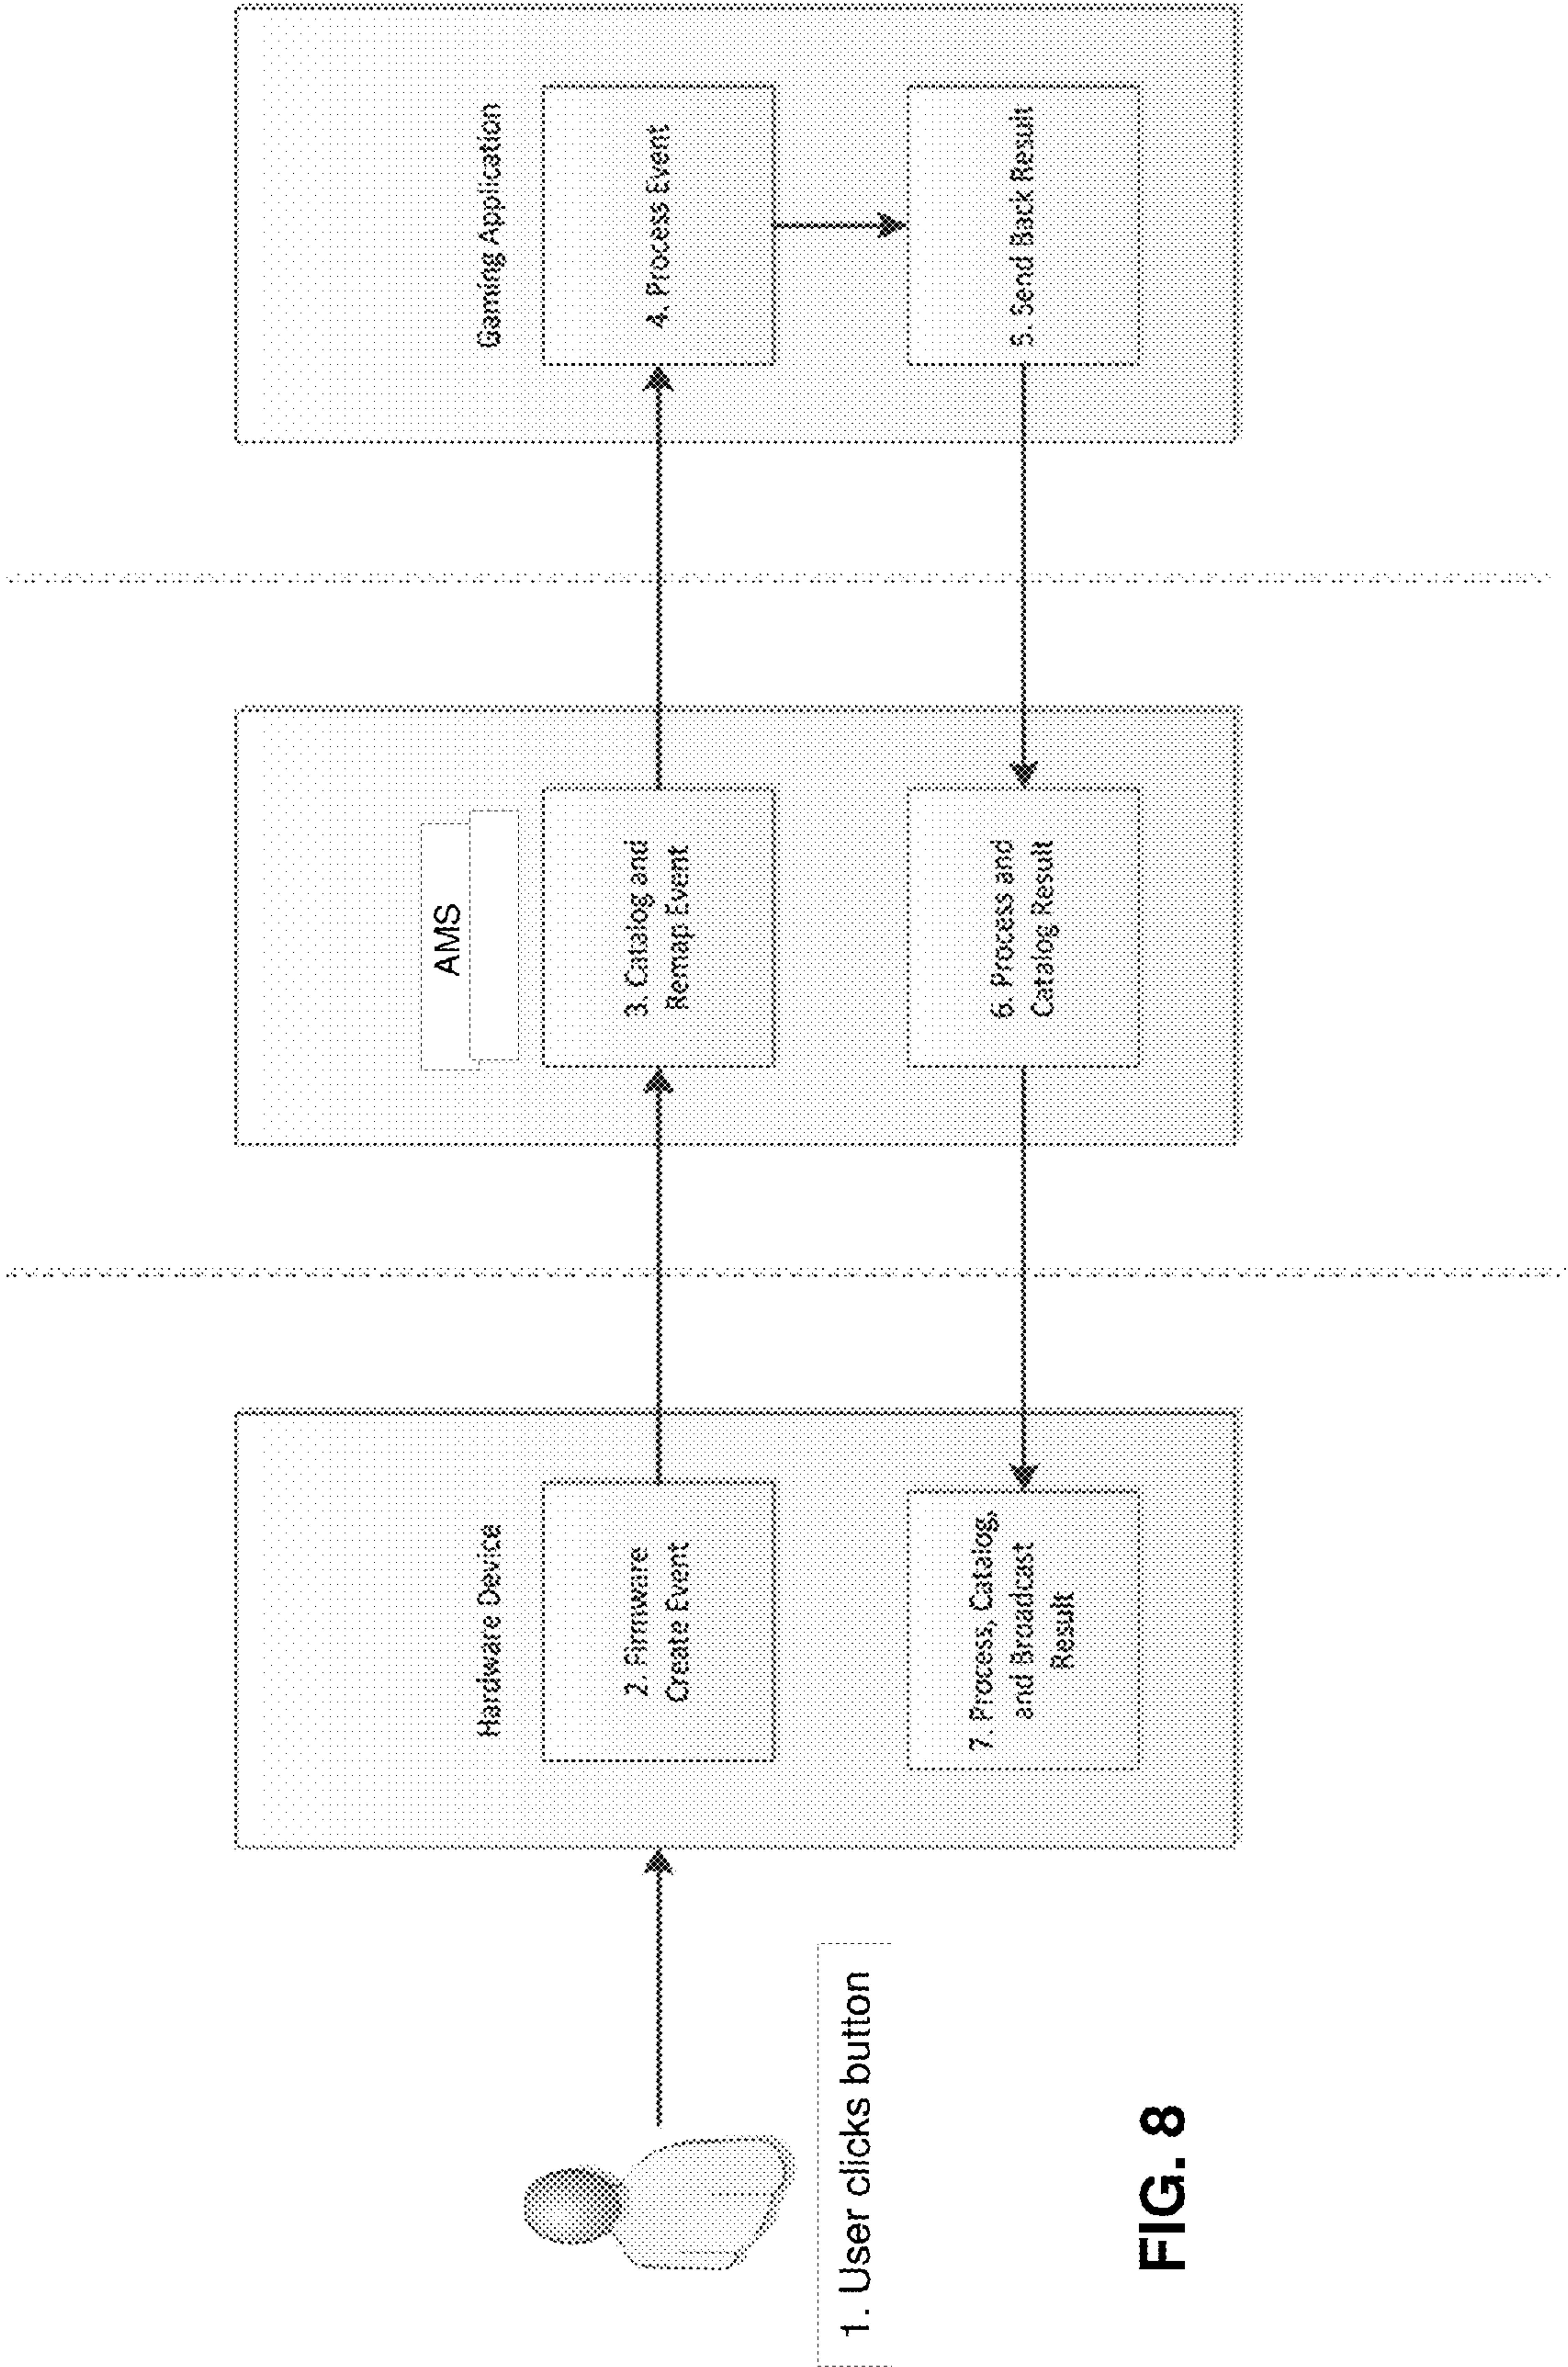 Hardware Device
AMS
Gaming Application
1. User clicks button
2. Firmware
Create Event
3. Catalog and
Remap Event
4. Process Event
5. Send Back Result
6. Process and
Catalog Result
7. Process, Catalog,
and Broadcast
Result
FIG. 8